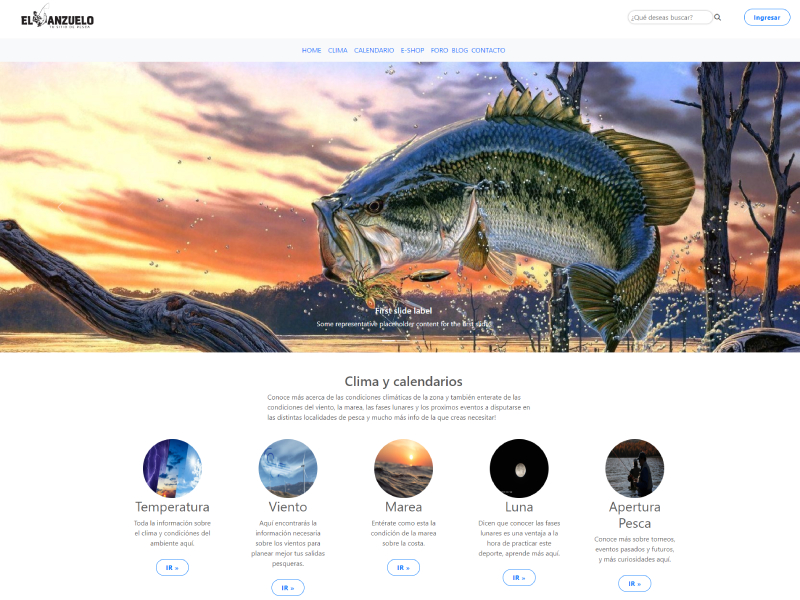 EL ANZUELO
¿Qué deseas buscar?
Ingresar
HOME CLIMA CALENDARIO E-SHOP FORO BLOG CONTACTO
First slide label
Some representative placeholder content for the first slide.
Clima y calendarios
Conoce más acerca de las condiciones climáticas de la zona y también enterate de las
condiciones del viento, la marea, las fases lunares y los proximos eventos a disputarse en
las distintas localidades de pesca y mucho más info de la que creas necesitar!
Temperatura
Toda la información sobre
el clima y condiciónes del
ambiente aquí.
IR »
Viento
Aquí encontrarás la
información necesaria
sobre los vientos para
planear mejor tus salidas
pesqueras.
IR »
Marea
Entérate como esta la
condición de la marea
sobre la costa.
IR »
Luna
Dicen que conocer las fases
lunares es una ventaja a la
hora de practicar este
deporte, aprende más aquí.
IR »
Apertura
Pesca
Conoce más sobre torneos,
eventos pasados y futuros,
y más curiosidades aquí.
IR »